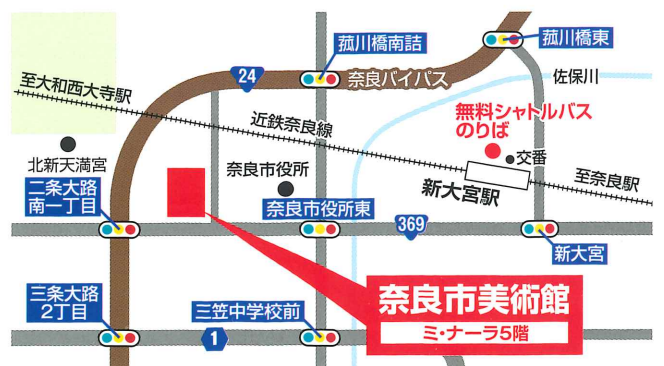 菰川橋南詰
菰川橋東
24
奈良バイパス
佐保川
至大和西大寺駅
近鉄奈良線
無料シャトルバス
のりば
交番
北新天満宮
奈良市役所
新大宮駅
至奈良駅
二条大路
南一丁目
奈良市役所東
369
新大宮
奈良市美術館
ミ・ナーラ5階
三条大路
2丁目
三笠中学校前
1